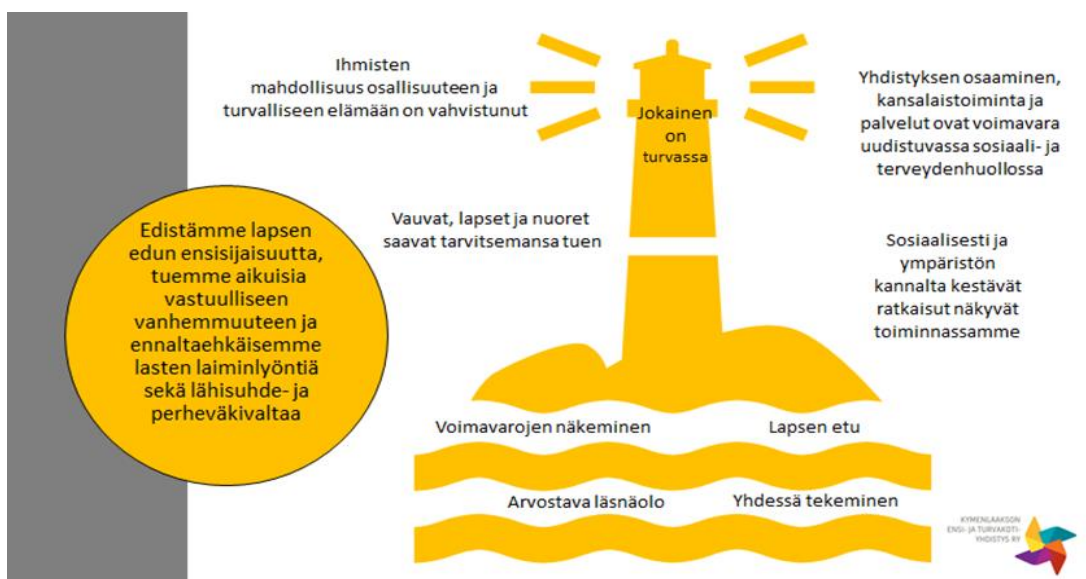 Ihmisten
mahdollisuus osallisuuteen ja
turvalliseen elämään on vahvistunut
Jokainen
on
turvassa
Yhdistyksen osaaminen,
kansalaistoiminta ja
palvelut ovat voimavara
uudistuvassa sosiaali- ja
terveydenhuollossa
Edistämme lapsen
edun ensisijaisuutta,
tuemme aikuisia
vastuulliseen
vanhemmuuteen ja
ennaltaehkäisemme
lasten laiminlyöntiä
sekä lähisuhde- ja
perheväkivaltaa
Vauvat, lapset ja nuoret
saavat tarvitsemansa tuen
Sosiaalisesti ja
ympäristön
kannalta kestävät
ratkaisut näkyvät
toiminnassamme
Voimavarojen näkeminen
Lapsen etu
Arvostava läsnäolo
Yhdessä tekeminen
KYMENLAAKSON
ENSI- JA TURVAKOTI-
YHDISTYS RY